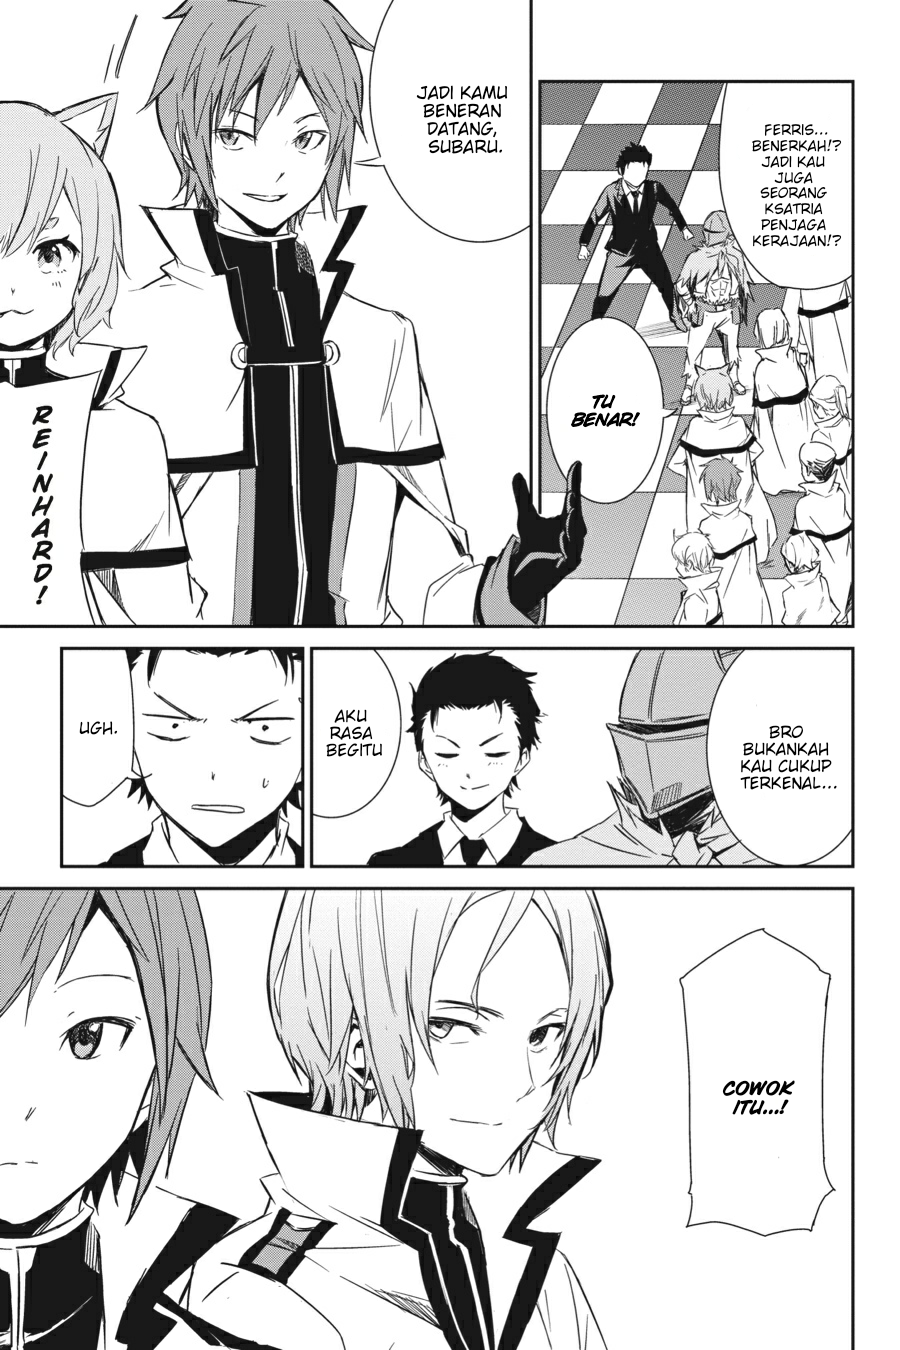 FERRIS...
BENERKAH!?
JADI KAU
JUGA
SEORANG
KSATRIA
PENJAGA
KERAJAAN!?
TU
BENAR!
JADI KAMU
BENERAN
DATANG,
SUBARU.
REINHARD!
BRO
BUKANKAH
KAU CUKUP
TERKENAL...
AKU
RASA
BEGITU
UGH.
COWOK
ITU...!